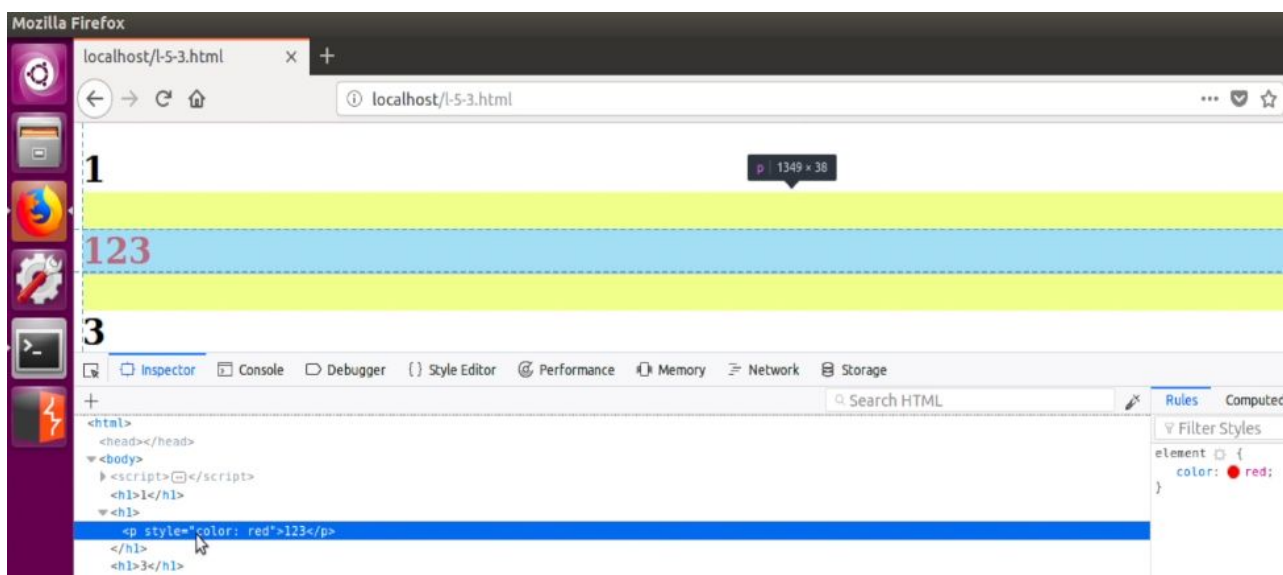 Mozilla Firefox
localhost/l-5-3.html × +
localhost/l-5-3.html
1
p 1349 × 38
123
3
Inspector Console Debugger {} Style Editor Performance Memory Network Storage
+ Search HTML Rules Computed
<html>
<head></head>
<body>
<script></script>
<h1>1</h1>
<h1>
<p style="color: red">123</p>
</h1>
<h1>3</h1>
Filter Styles
element {
color: red;
}